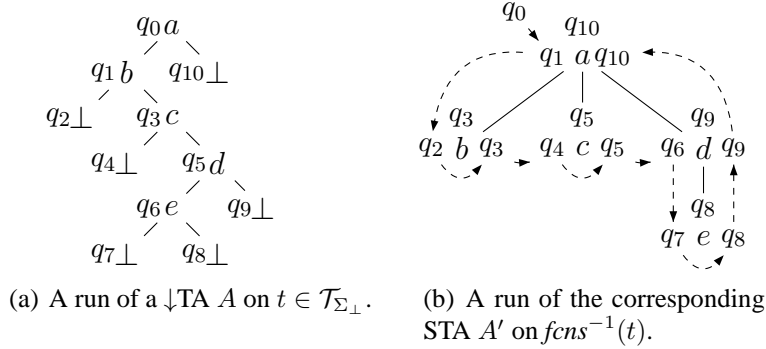 q₀ a
q₁ b q₁₀ ⊥
q₂ ⊥ q₃ c
q₄ ⊥ q₅ d
q₆ e q₉ ⊥
q₇ ⊥ q₈ ⊥
(a) A run of a ↓TA A on t ∈ 𝒯_Σ⊥.
q₀ q₁₀
q₁ a q₁₀
q₃ q₅ q₉
q₂ b q₃ q₄ c q₅ q₆ d q₉
q₈
q₇ e q₈
(b) A run of the corresponding
STA A′ on fcns⁻¹(t).